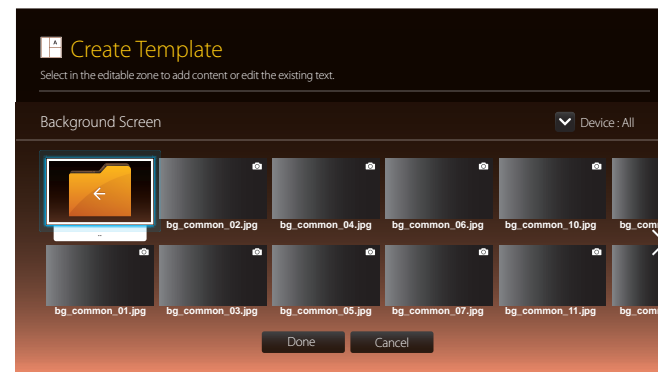 Create Template
Select in the editable zone to add content or edit the existing text.
Background Screen
Device : All
..
bg_common_02.jpg
bg_common_04.jpg
bg_common_06.jpg
bg_common_10.jpg
bg_com
bg_common_01.jpg
bg_common_03.jpg
bg_common_05.jpg
bg_common_07.jpg
bg_common_11.jpg
bg_com
Done
Cancel